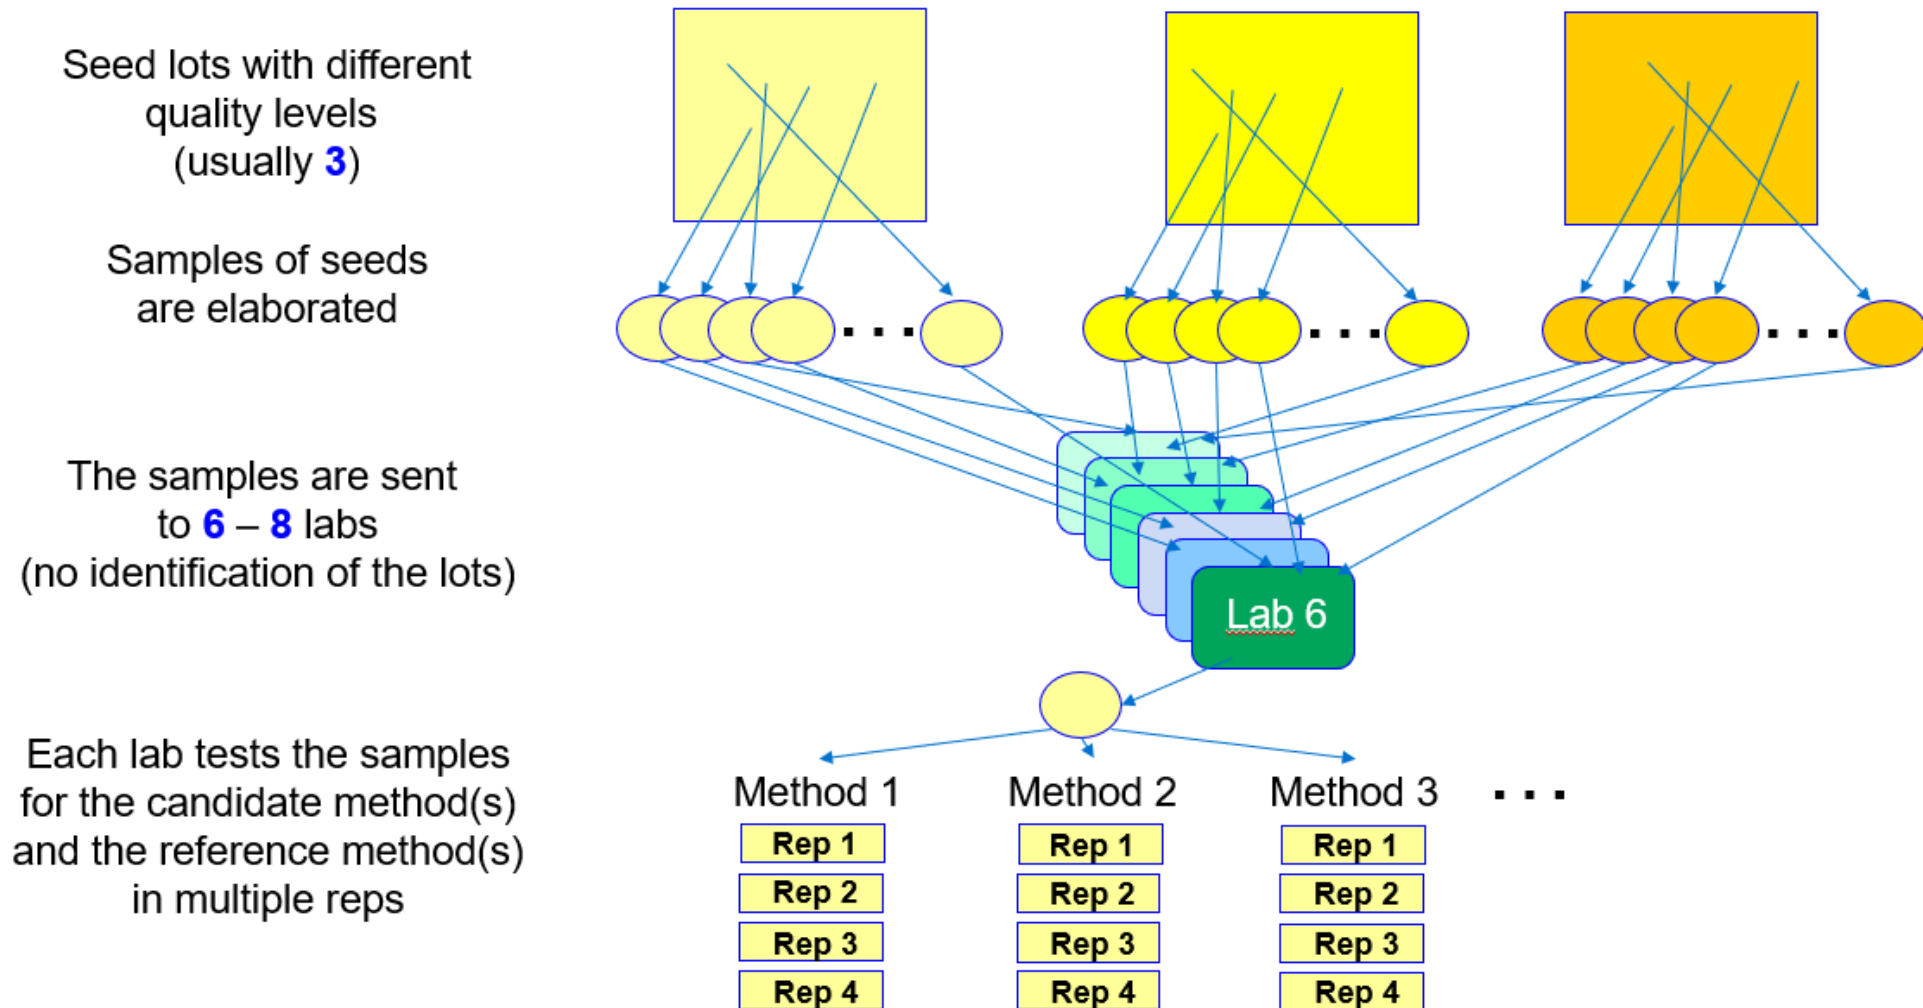 Seed lots with different
quality levels
(usually 3)
Samples of seeds
are elaborated
The samples are sent
to 6 – 8 labs
(no identification of the lots)
Lab 6
Each lab tests the samples
for the candidate method(s)
and the reference method(s)
in multiple reps
Method 1 Method 2 Method 3 . . .
Rep 1 Rep 1 Rep 1
Rep 2 Rep 2 Rep 2
Rep 3 Rep 3 Rep 3
Rep 4 Rep 4 Rep 4